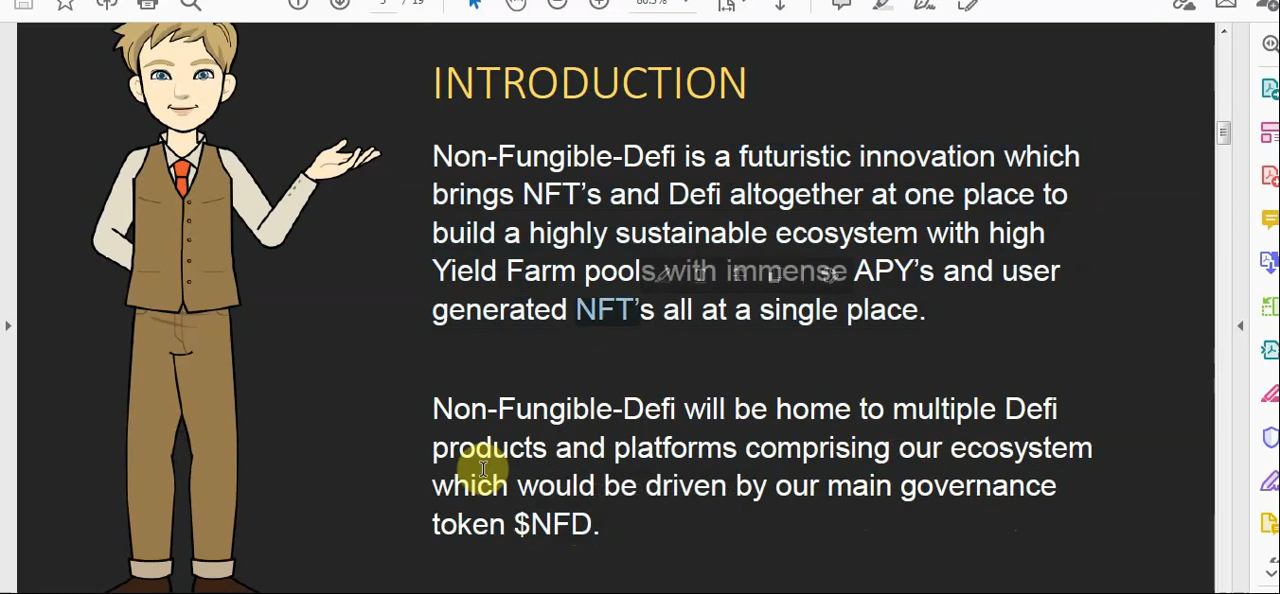 / 19
INTRODUCTION
Non-Fungible-Defi is a futuristic innovation which
brings NFT's and Defi altogether at one place to
build a highly sustainable ecosystem with high
Yield Farm pools with immense APY's and user
generated NFT's all at a single place.
Non-Fungible-Defi will be home to multiple Defi
products and platforms comprising our ecosystem
which would be driven by our main governance
token $NFD.